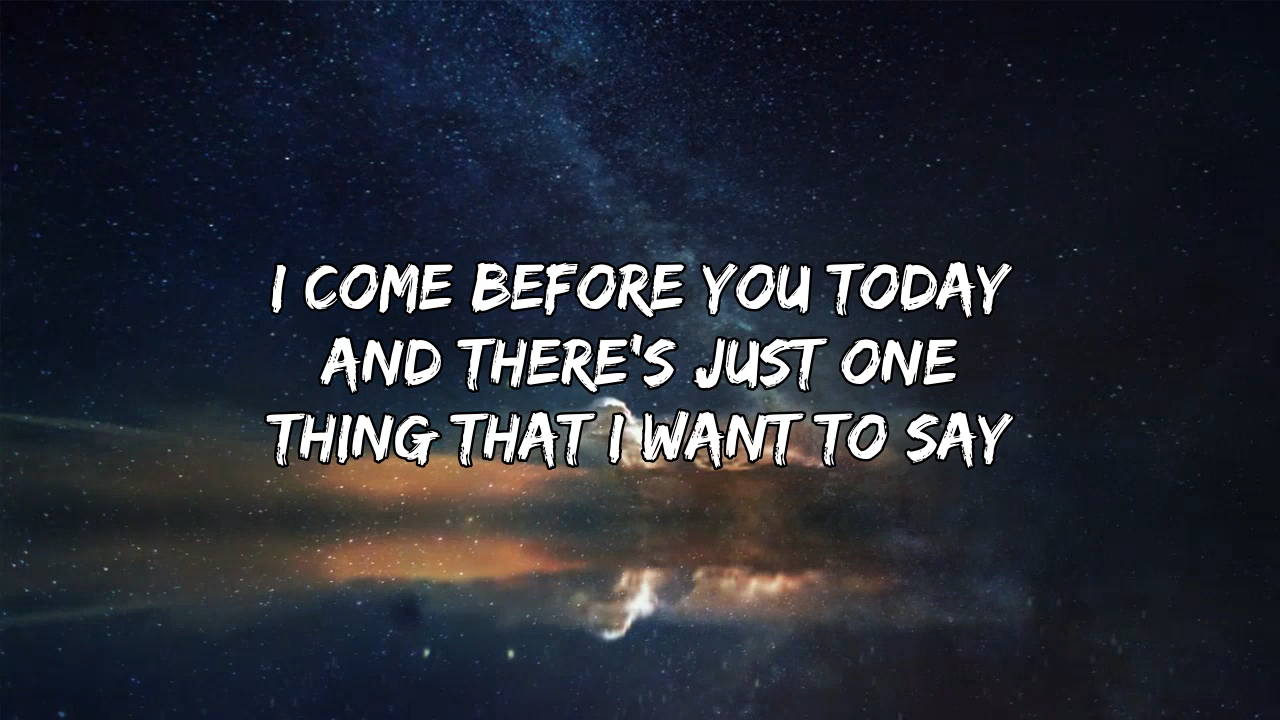 I COME BEFORE YOU TODAY
AND THERE'S JUST ONE
THING THAT I WANT TO SAY